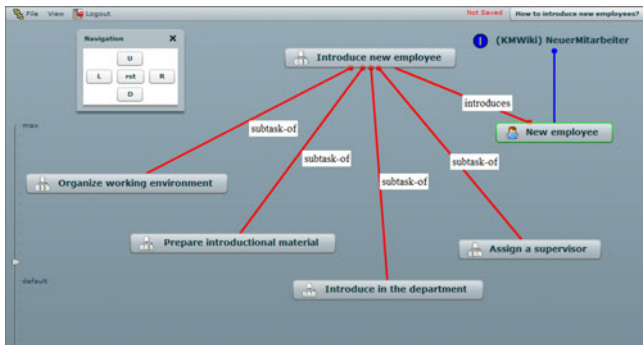 File View Logout
Not Saved
How to introduce new employees?
Navigation
U
L rst R
D
Introduce new employee
(KMWiki) NeuerMitarbeiter
introduces
New employee
max
subtask-of
subtask-of
subtask-of
subtask-of
Organize working environment
Prepare introductional material
Assign a supervisor
default
Introduce in the department